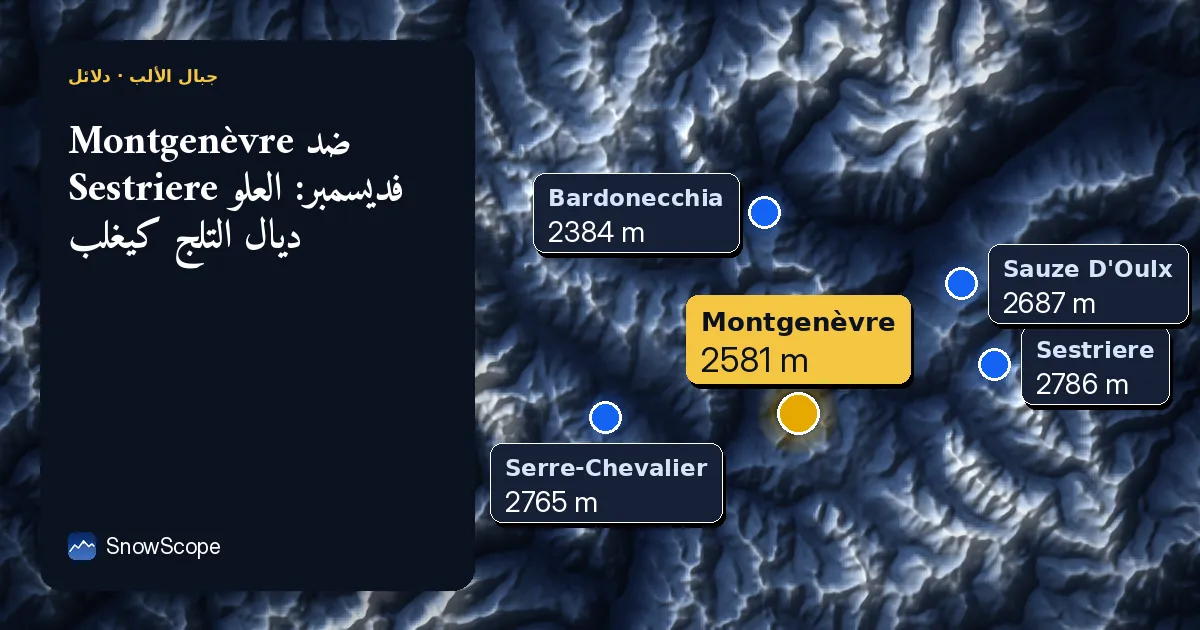 جبال الألب · دلائل
Montgenèvre ضد
Sestriere فديسمبر: العلو
ديال التلج كيغلب
SnowScope
Bardonecchia
2384 m
Sauze D'Oulx
2687 m
Montgenèvre
2581 m
Sestriere
2786 m
Serre-Chevalier
2765 m